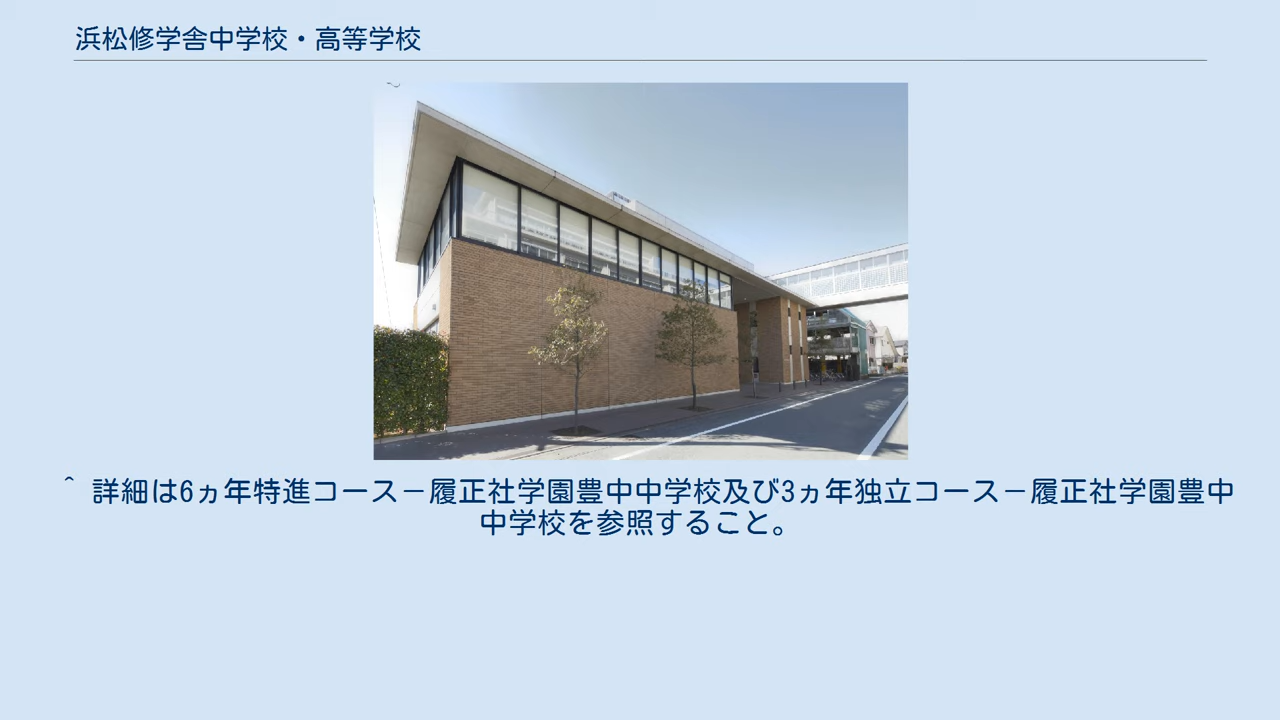 浜松修学舎中学校・高等学校
^ 詳細は6ヵ年特進コース－履正社学園豊中中学校及び3ヵ年独立コース－履正社学園豊中
中学校を参照すること。